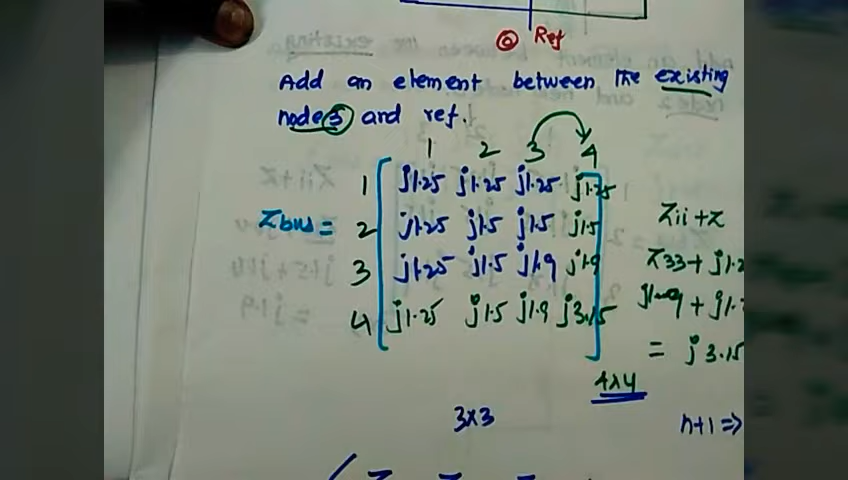 0 Ref
Add an element between the existing
node 3 and ref.
1 2 3 4
1 j1.25 j1.25 j1.25 j1.25
Zbus = 2 j1.25 j1.5 j1.5 j1.5
3 j1.25 j1.5 j1.9 j1.9
4 j1.25 j1.5 j1.9 j3.15
Zii + Z
Z33 + j1.2
j1.9 + j1.
= j3.15
4x4
3x3
n+1 =>